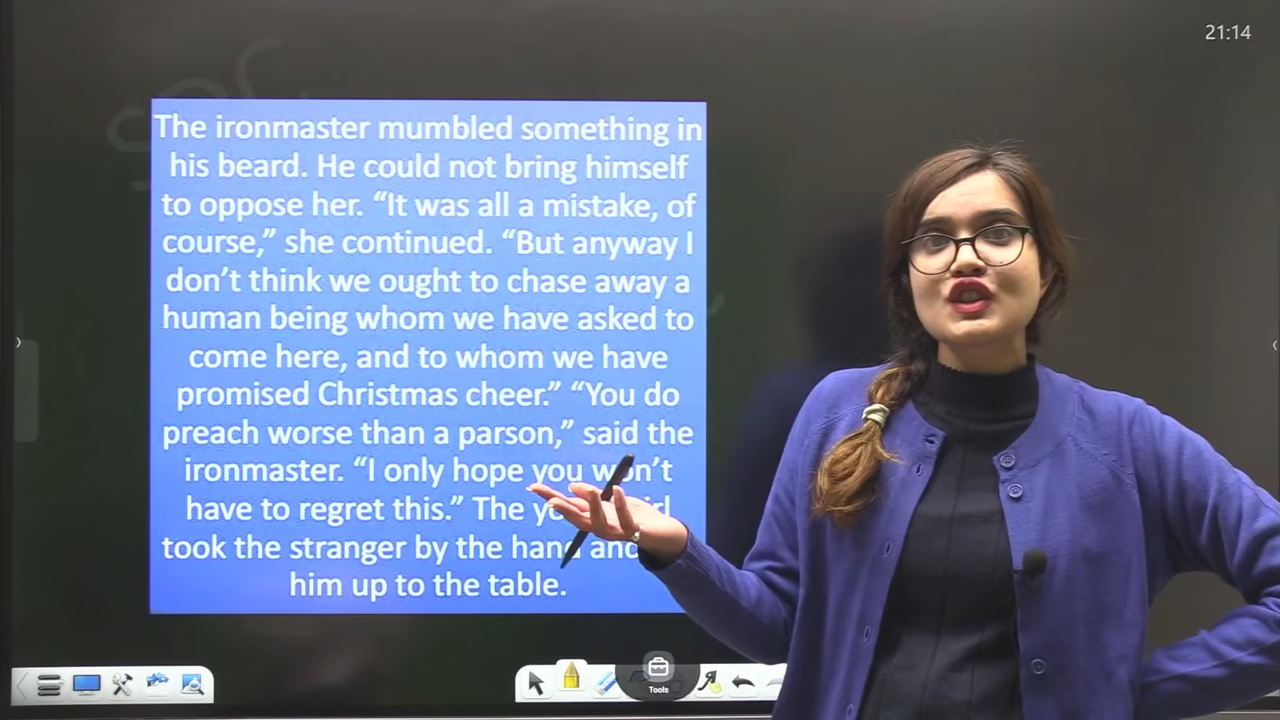 21:14
The ironmaster mumbled something in
his beard. He could not bring himself
to oppose her. “It was all a mistake, of
course,” she continued. “But anyway I
don’t think we ought to chase away a
human being whom we have asked to
come here, and to whom we have
promised Christmas cheer.” “You do
preach worse than a parson,” said the
ironmaster. “I only hope you won’t
have to regret this.” The
took the stranger by the hand and
him up to the table.
Tools